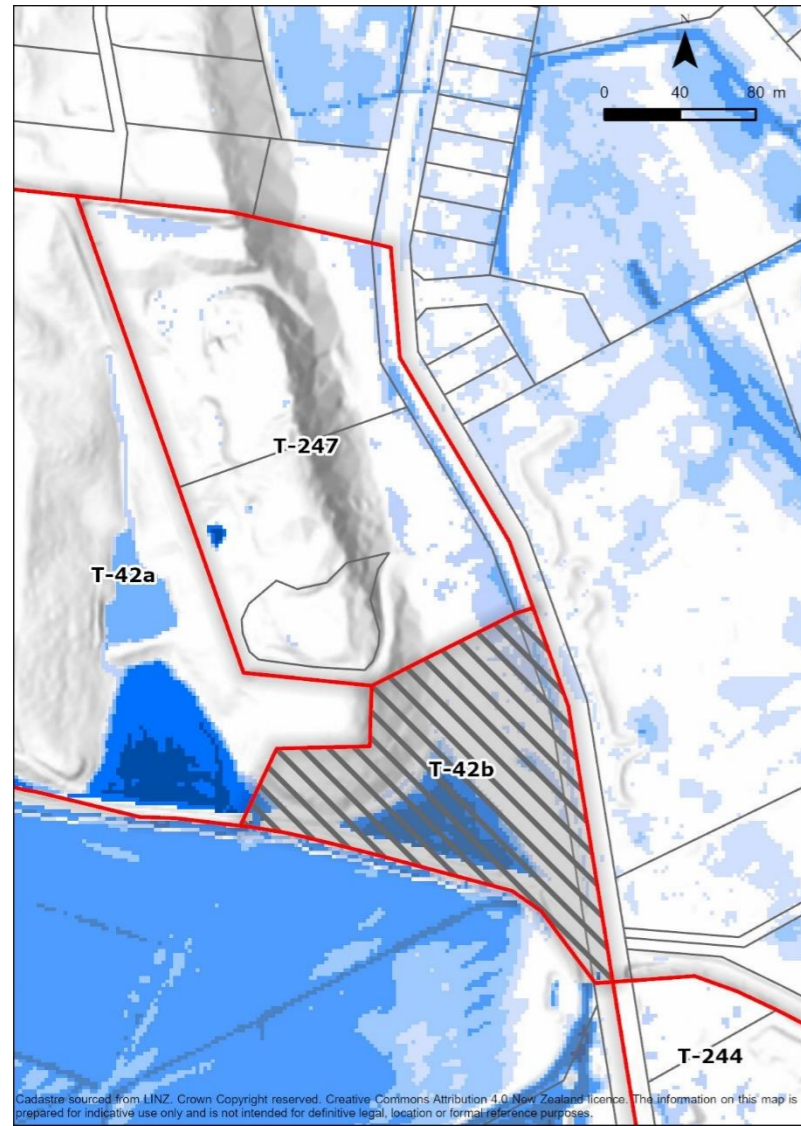 N
0 40 80 m
T-247
T-42a
T-42b
T-244
Cadastre sourced from LINZ. Crown Copyright reserved. Creative Commons Attribution 4.0 New Zealand licence. The information on this map is
prepared for indicative use only and is not intended for definitive legal, location or formal reference purposes.